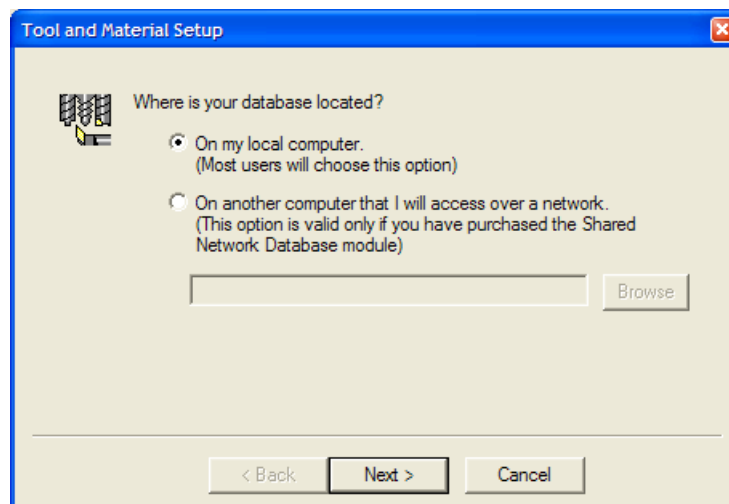 Tool and Material Setup
Where is your database located?
On my local computer.
(Most users will choose this option)
On another computer that I will access over a network.
(This option is valid only if you have purchased the Shared
Network Database module)
Browse
< Back
Next >
Cancel